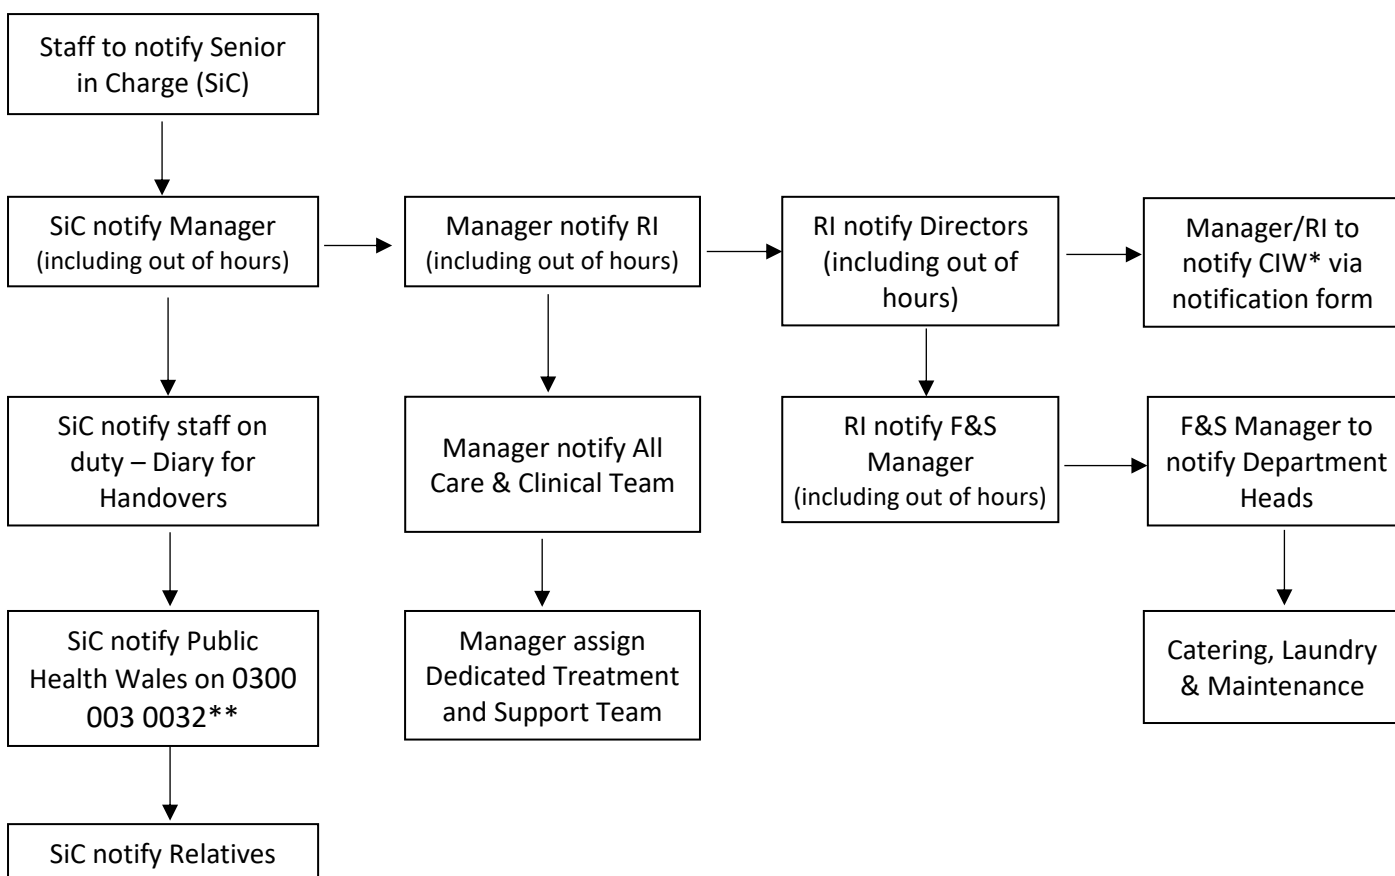 Staff to notify Senior
in Charge (SiC)
SiC notify Manager
(including out of hours)
Manager notify RI
(including out of hours)
RI notify Directors
(including out of
hours)
Manager/RI to
notify CIW* via
notification form
SiC notify staff on
duty – Diary for
Handovers
Manager notify All
Care & Clinical Team
RI notify F&S
Manager
(including out of hours)
F&S Manager to
notify Department
Heads
SiC notify Public
Health Wales on 0300
003 0032**
Manager assign
Dedicated Treatment
and Support Team
Catering, Laundry
& Maintenance
SiC notify Relatives